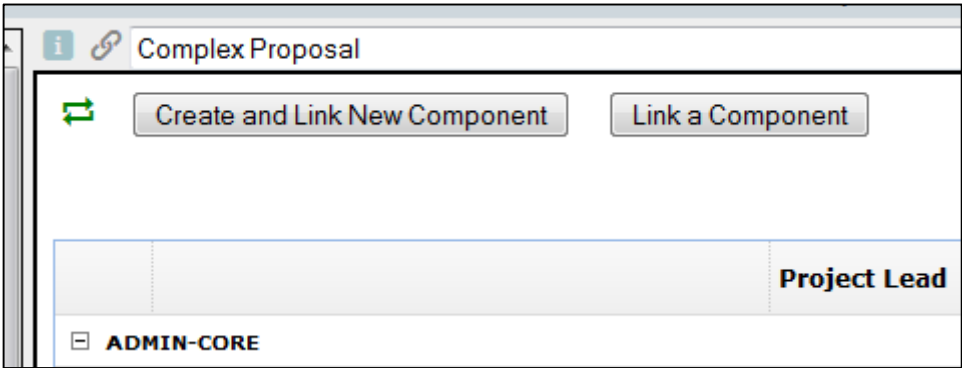 Complex Proposal
Create and Link New Component Link a Component
Project Lead
ADMIN-CORE